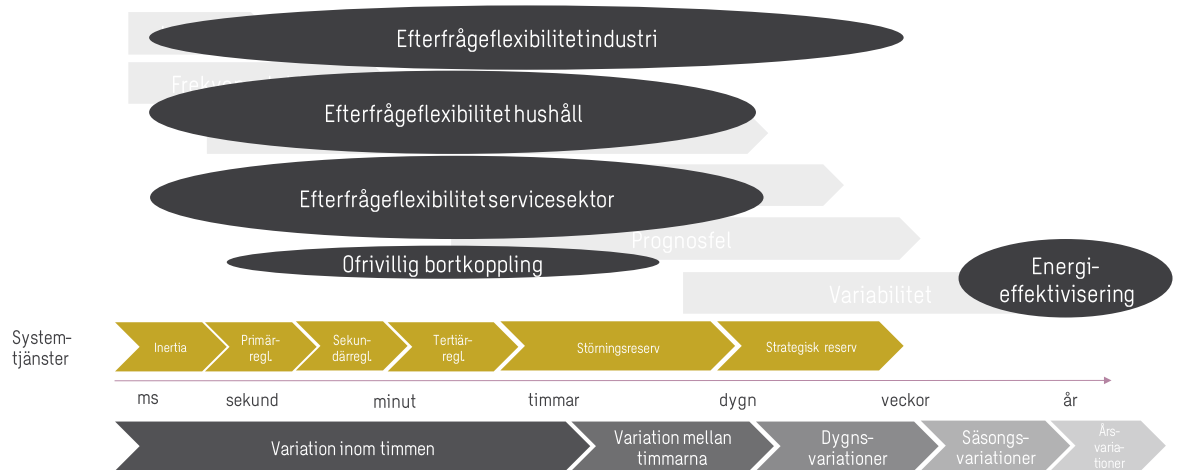 Efterfrågeflexibilitet industri
Efterfrågeflexibilitet hushåll
Efterfrågeflexibilitet servicesektor
Prognosfel
Ofrivillig bortkoppling
Variabilitet
Energi-
effektivisering
System-
tjänster
Inertia
Primär-
regl.
Sekun-
därregl.
Tertiär-
regl.
Störningsreserv
Strategisk reserv
ms
sekund
minut
timmar
dygn
veckor
år
Variation inom timmen
Variation mellan
timmarna
Dygns-
variationer
Säsongs-
variationer
Års-
varia-
tioner